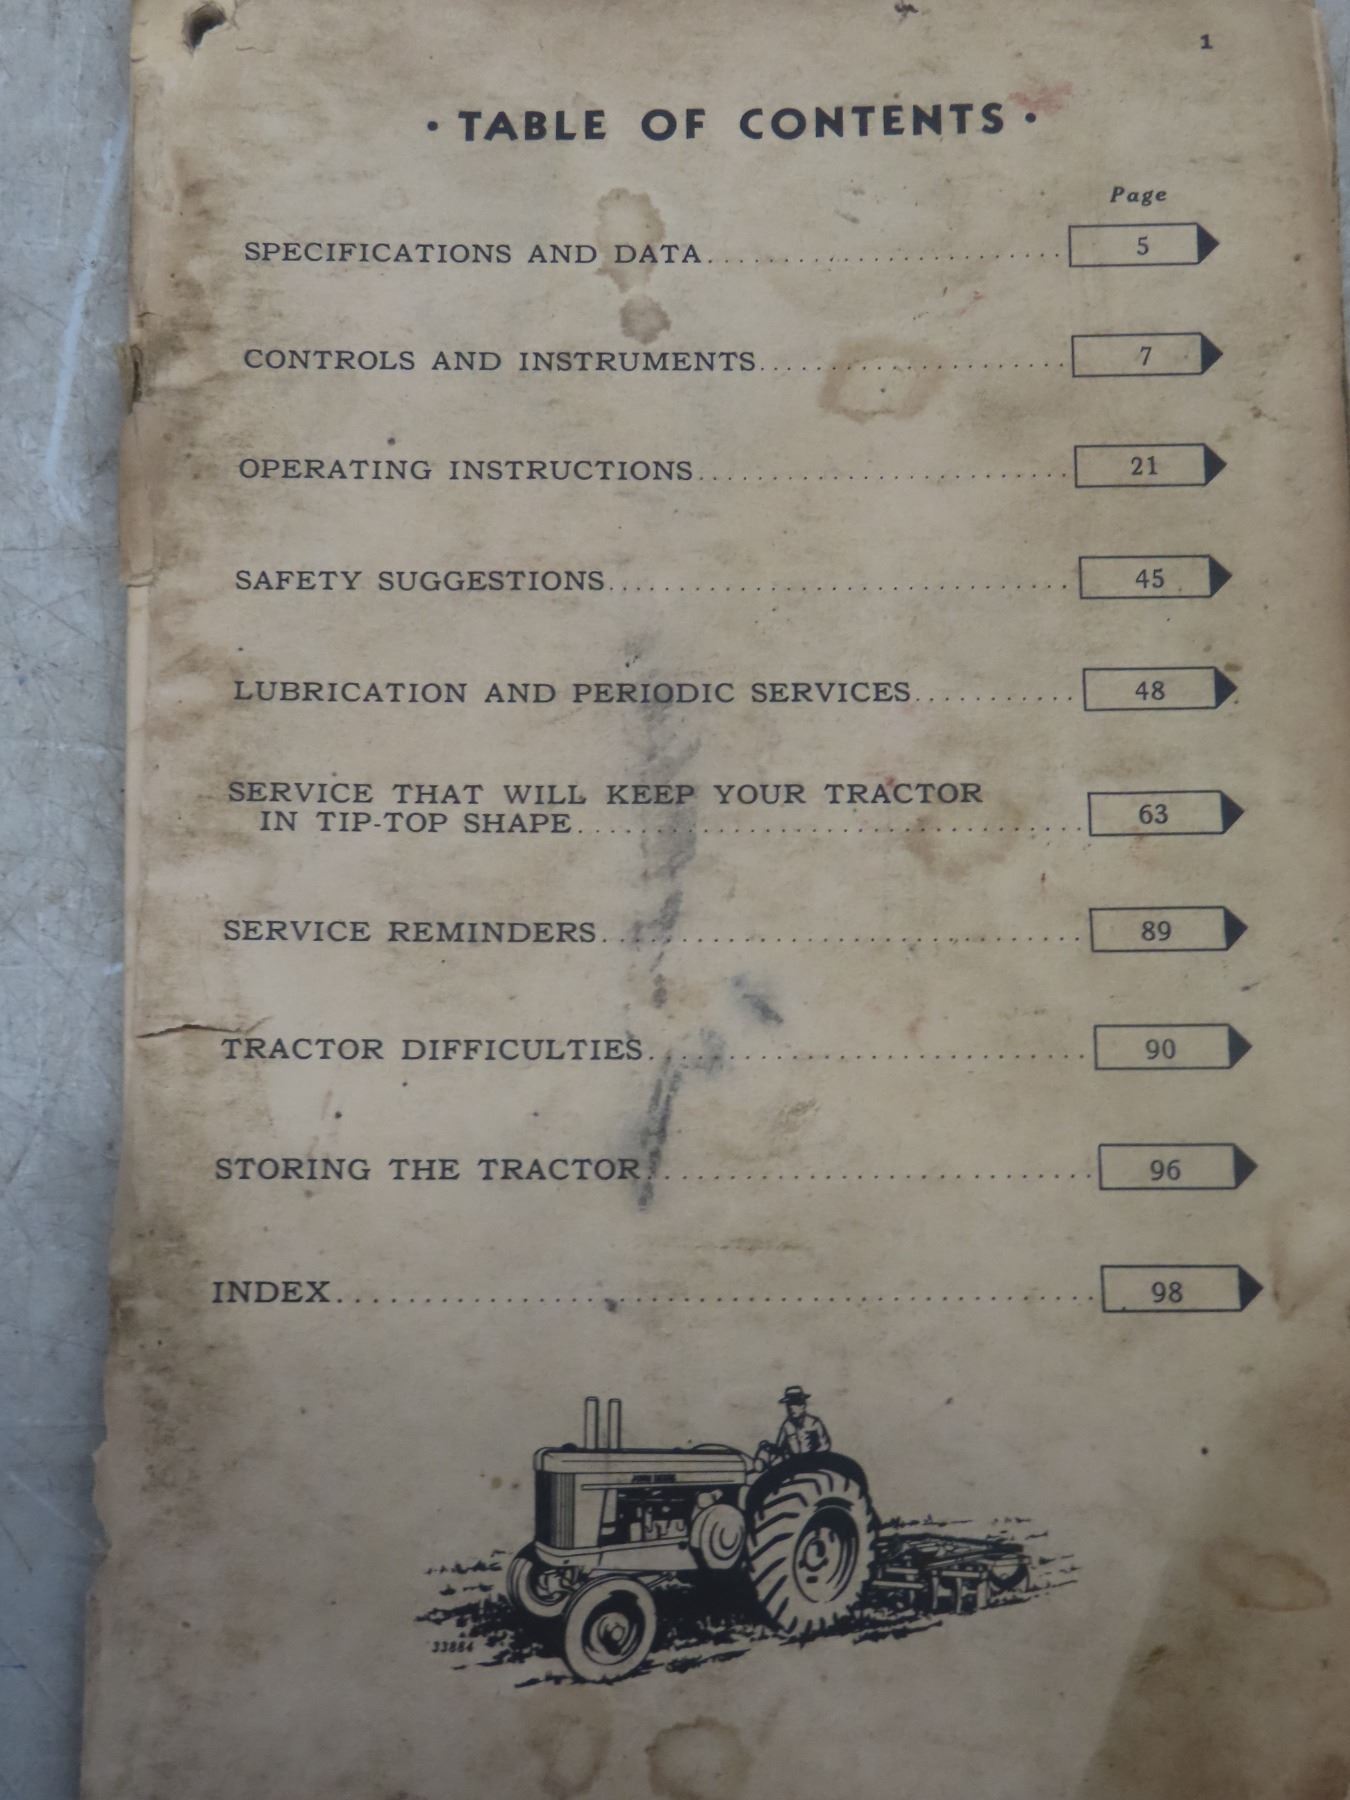 1
• TABLE OF CONTENTS •
Page
SPECIFICATIONS AND DATA 5
CONTROLS AND INSTRUMENTS 7
OPERATING INSTRUCTIONS 21
SAFETY SUGGESTIONS 45
LUBRICATION AND PERIODIC SERVICES 48
SERVICE THAT WILL KEEP YOUR TRACTOR
IN TIP-TOP SHAPE 63
SERVICE REMINDERS 89
TRACTOR DIFFICULTIES 90
STORING THE TRACTOR 96
INDEX 98
JOHN DEERE
33884